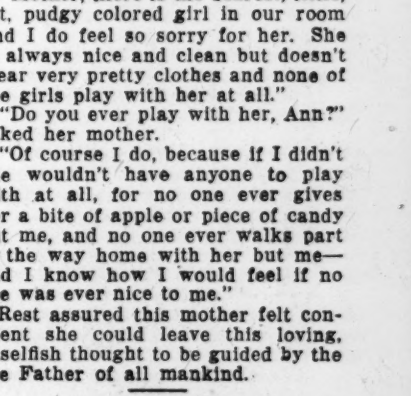 t, pudgy colored girl in our room
d I do feel so sorry for her. She
always nice and clean but doesn't
ear very pretty clothes and none of
e girls play with her at all."
"Do you ever play with her, Ann?"
ked her mother.
"Of course I do, because if I didn't
e wouldn't have anyone to play
th at all, for no one ever gives
r a bite of apple or piece of candy
t me, and no one ever walks part
the way home with her but me—
d I know how I would feel if no
e was ever nice to me."
Rest assured this mother felt con-
ent she could leave this loving,
selfish thought to be guided by the
e Father of all mankind.